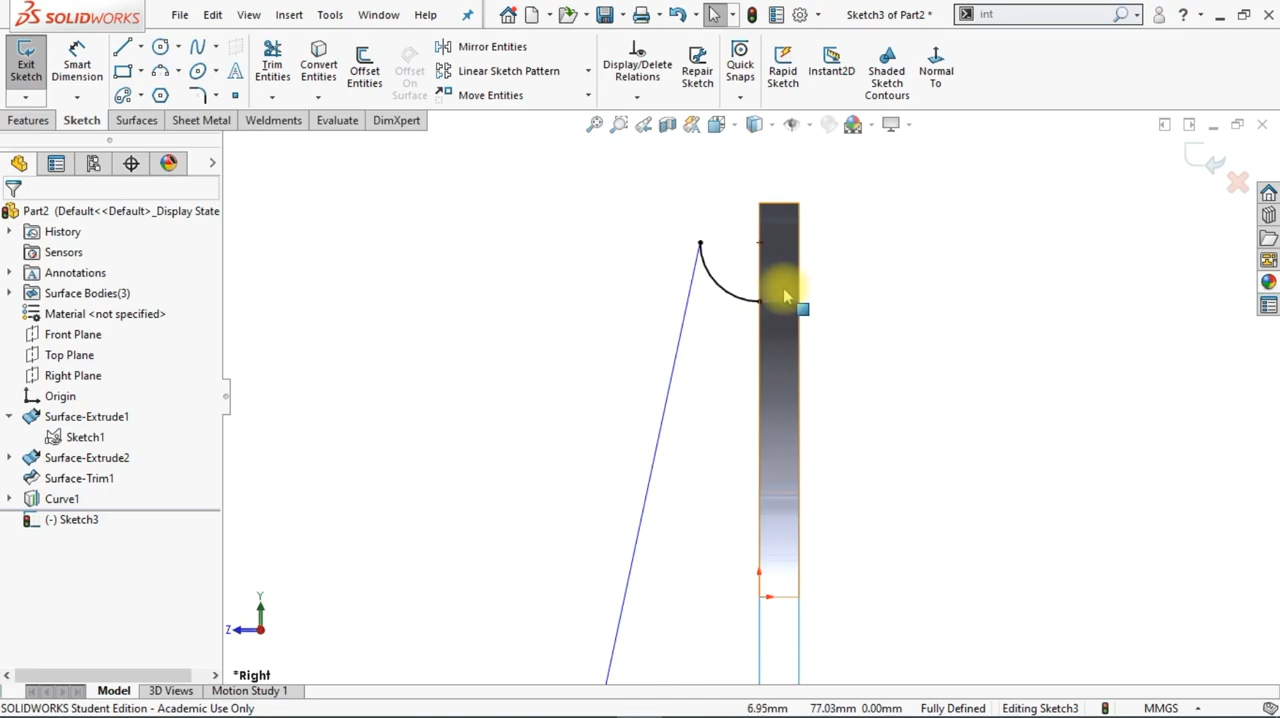 SOLIDWORKS File Edit View Insert Tools Window Help Sketch3 of Part2 * int
Exit Sketch Smart Dimension Trim Entities Convert Entities Offset Entities Offset On Surface Mirror Entities Linear Sketch Pattern Move Entities Display/Delete Relations Repair Sketch Quick Snaps Rapid Sketch Instant2D Shaded Sketch Contours Normal To
Features Sketch Surfaces Sheet Metal Weldments Evaluate DimXpert
Part2 (Default<<Default>_Display State
History
Sensors
Annotations
Surface Bodies(3)
Material <not specified>
Front Plane
Top Plane
Right Plane
Origin
Surface-Extrude1
Sketch1
Surface-Extrude2
Surface-Trim1
Curve1
(-) Sketch3
Y
Z
*Right
Model 3D Views Motion Study 1
SOLIDWORKS Student Edition - Academic Use Only 6.95mm 77.03mm 0.00mm Fully Defined Editing Sketch3 MMGS